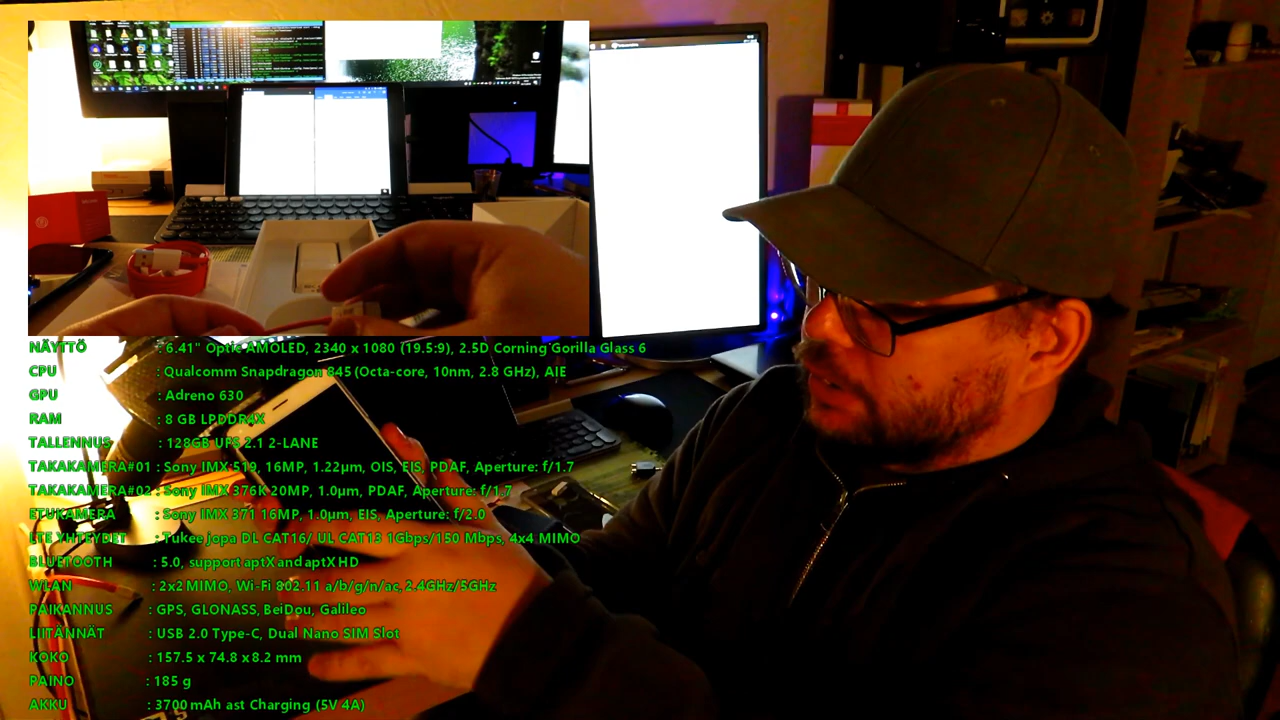 NÄYTTÖ : 6.41" Optic AMOLED, 2340 x 1080 (19.5:9), 2.5D Corning Gorilla Glass 6
CPU : Qualcomm Snapdragon 845 (Octa-core, 10nm, 2.8 GHz), AIE
GPU : Adreno 630
RAM : 8 GB LPDDR4X
TALLENNUS : 128GB UFS 2.1 2-LANE
TAKAKAMERA#01 : Sony IMX 519, 16MP, 1.22µm, OIS, EIS, PDAF, Aperture: f/1.7
TAKAKAMERA#02 : Sony IMX 376K 20MP, 1.0µm, PDAF, Aperture: f/1.7
ETUKAMERA : Sony IMX 371 16MP, 1.0µm, EIS, Aperture: f/2.0
LTE YHTEYDET : Tukee jopa DL CAT16/ UL CAT13 1Gbps/150 Mbps, 4x4 MIMO
BLUETOOTH : 5.0, support aptX and aptX HD
WLAN : 2x2 MIMO, Wi-Fi 802.11 a/b/g/n/ac, 2.4GHz/5GHz
PAIKANNUS : GPS, GLONASS, BeiDou, Galileo
LIITÄNNÄT : USB 2.0 Type-C, Dual Nano SIM Slot
KOKO : 157.5 x 74.8 x 8.2 mm
PAINO : 185 g
AKKU : 3700 mAh ast Charging (5V 4A)